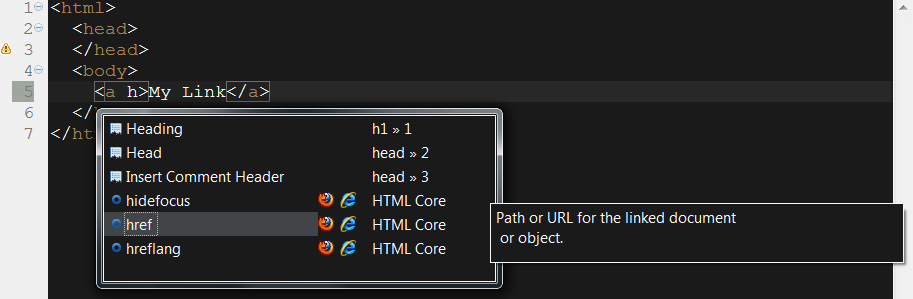 1 <html>
2 <head>
3 </head>
4 <body>
5 <a h>My Link</a>
6 </
7 </ht
Heading h1 » 1
Head head » 2
Insert Comment Header head » 3
hidefocus HTML Core
href HTML Core
hreflang HTML Core
Path or URL for the linked document
or object.